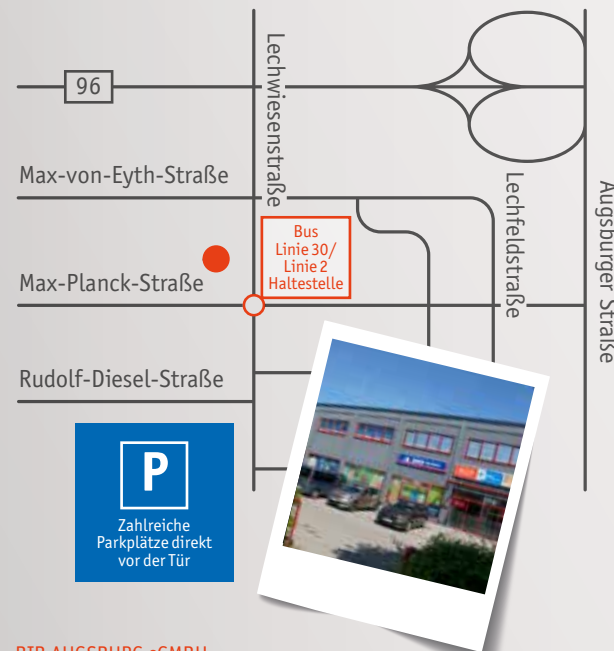 96
Lechwiesenstraße
Max-von-Eyth-Straße
Lechfeldstraße
Augsburger Straße
Bus
Linie 30/
Linie 2
Haltestelle
Max-Planck-Straße
Rudolf-Diesel-Straße
P
Zahlreiche
Parkplätze direkt
vor der Tür